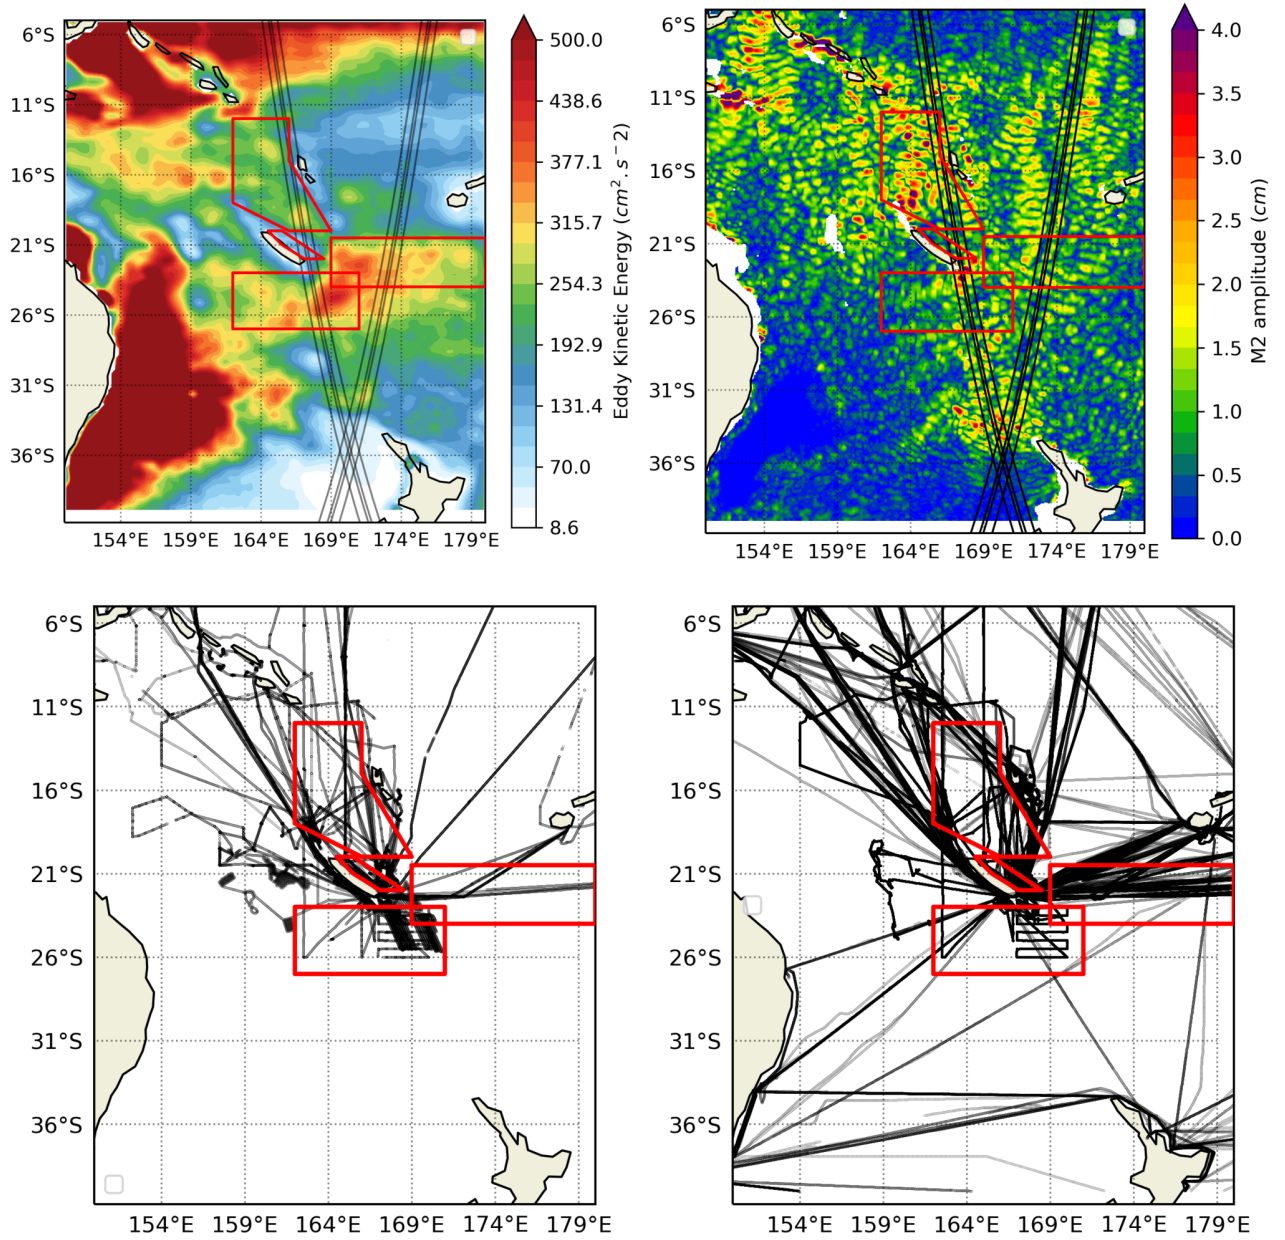 6°S
11°S
16°S
21°S
26°S
31°S
36°S
154°E 159°E 164°E 169°E 174°E 179°E
500.0
438.6
377.1
315.7
254.3
192.9
131.4
70.0
8.6
Eddy Kinetic Energy (cm².s⁻2)
6°S
11°S
16°S
21°S
26°S
31°S
36°S
154°E 159°E 164°E 169°E 174°E 179°E
4.0
3.5
3.0
2.5
2.0
1.5
1.0
0.5
0.0
M2 amplitude (cm)
6°S
11°S
16°S
21°S
26°S
31°S
36°S
154°E 159°E 164°E 169°E 174°E 179°E
6°S
11°S
16°S
21°S
26°S
31°S
36°S
154°E 159°E 164°E 169°E 174°E 179°E